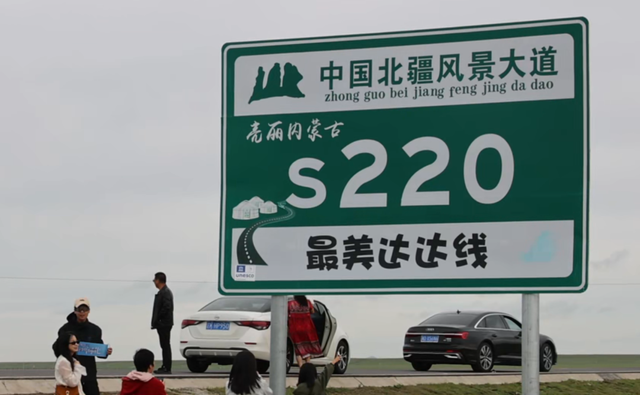 中国北疆风景大道
zhong guo bei jiang feng jing da dao
亮丽内蒙古
S220
最美达达线